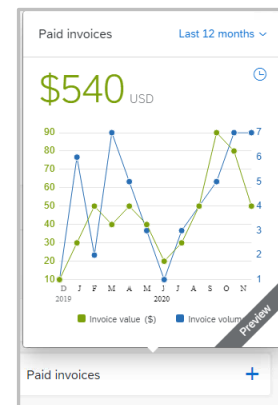 Paid invoices
Last 12 months
$540 USD
90 7
80 6
70
60 5
50 4
40 3
30
20 2
10 1
D J F M A M J J A S O N
2019 2020
Invoice value ($) Invoice volum
Preview
Paid invoices +